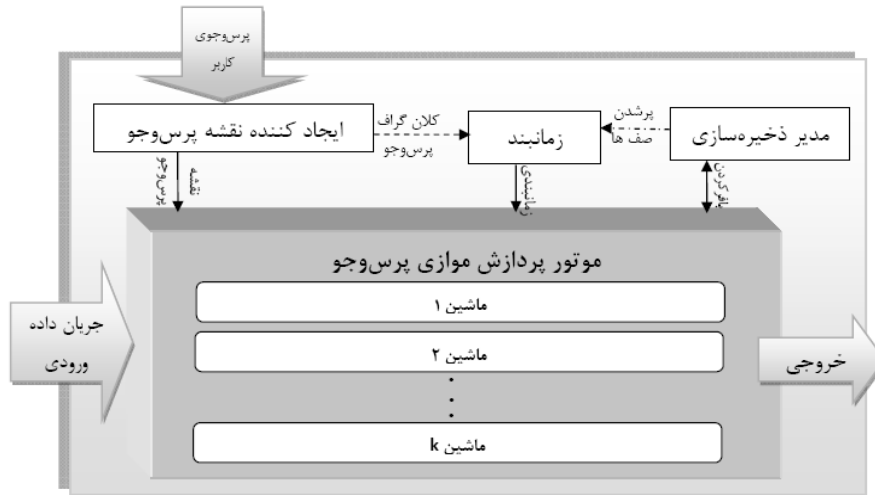 پرس‌وجوی
کاربر
ایجاد کننده نقشه پرس‌وجو
کلان گراف
پرس‌وجو
زمانبند
پرشدن
صف ها
مدیر ذخیره‌سازی
نقشه
پرس‌وجو
زمانبندی
بافرکردن
موتور پردازش موازی پرس‌وجو
ماشین ۱
ماشین ۲
ماشین k
جریان داده
ورودی
خروجی